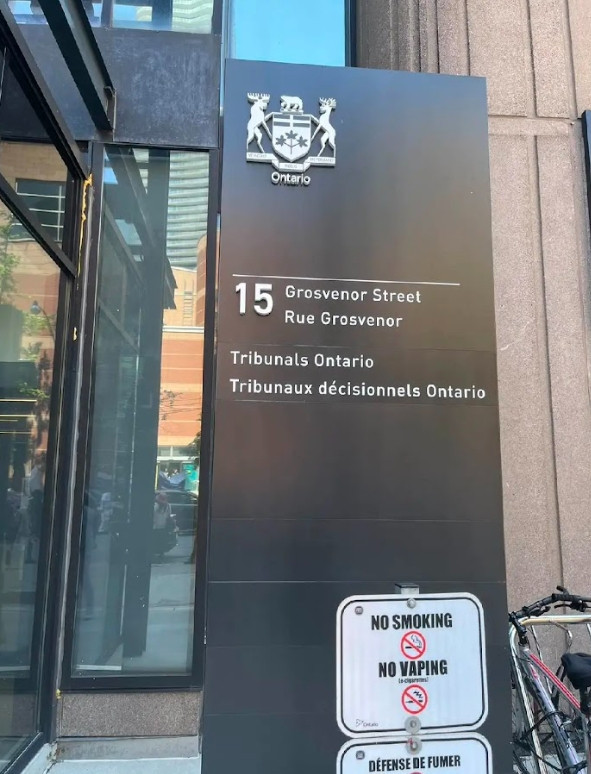 Ontario
15 Grosvenor Street
Rue Grosvenor
Tribunals Ontario
Tribunaux décisionnels Ontario
NO SMOKING
NO VAPING
(e-cigarettes)
DÉFENSE DE FUMER